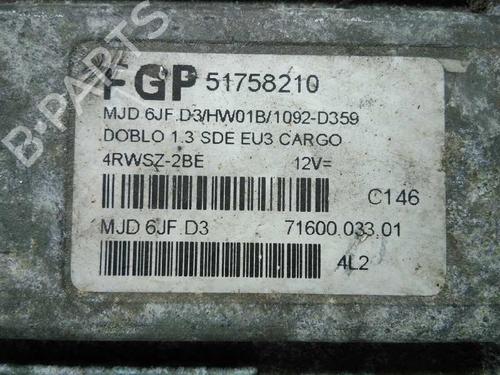 FGP 51758210
MJD 6JF.D3/HW01B/1092-D359
DOBLO 1.3 SDE EU3 CARGO
4RWSZ-2BE 12V=
C146
MJD 6JF.D3 71600.033.01
4L2
B-PARTS